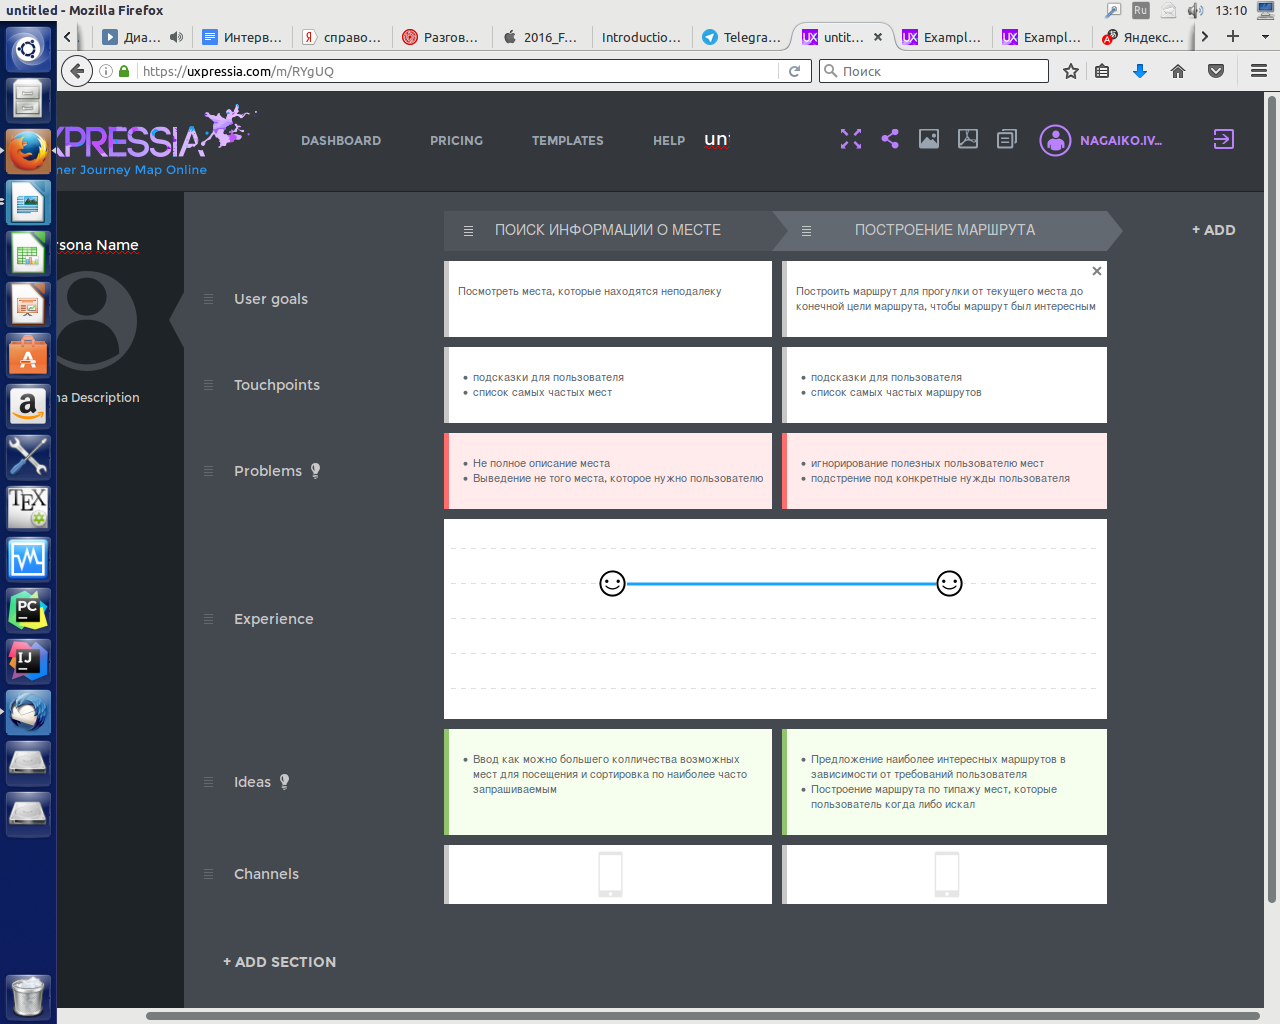 untitled - Mozilla Firefox
Ru
13:10
Диа...
Интерв...
справо...
Разгов...
2016_F...
Introductio...
Telegra...
untit...
Exampl...
Exampl...
Яндекс....
https://uxpressia.com/m/RYgUQ
Поиск
XPRESSIA
mer Journey Map Online
DASHBOARD
PRICING
TEMPLATES
HELP
unt
NAGAIKO.IV...
rsona Name
na Description
ПОИСК ИНФОРМАЦИИ О МЕСТЕ
ПОСТРОЕНИЕ МАРШРУТА
+ ADD
User goals
Посмотреть места, которые находятся неподалеку
Построить маршрут для прогулки от текущего места до
конечной цели маршрута, чтобы маршрут был интересным
Touchpoints
• подсказки для пользователя
• список самых частых мест
• подсказки для пользователя
• список самых частых маршрутов
Problems
• Не полное описание места
• Выведение не того места, которое нужно пользователю
• игнорирование полезных пользователю мест
• подстрение под конкретные нужды пользователя
Experience
Ideas
• Ввод как можно большего колличества возможных
мест для посещения и сортировка по наиболее часто
запрашиваемым
• Предложение наиболее интересных маршрутов в
зависимости от требований пользователя
• Построение маршрута по типажу мест, которые
пользователь когда либо искал
Channels
+ ADD SECTION
TEX
PC
IJ